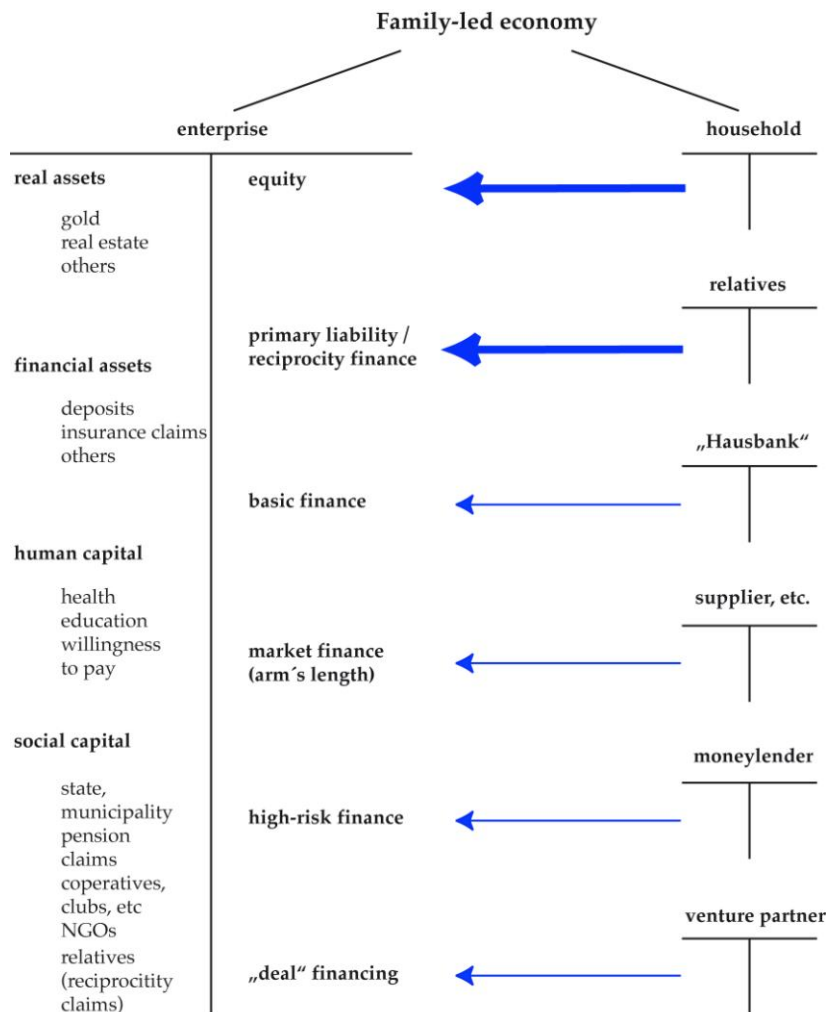 Family-led economy
enterprise
household
real assets
equity
gold
real estate
others
relatives
primary liability /
reciprocity finance
financial assets
deposits
insurance claims
others
„Hausbank“
basic finance
human capital
health
education
willingness
to pay
supplier, etc.
market finance
(arm´s length)
social capital
moneylender
state,
municipality
pension
claims
coperatives,
clubs, etc
NGOs
relatives
(reciprocitity
claims)
high-risk finance
venture partner
„deal“ financing